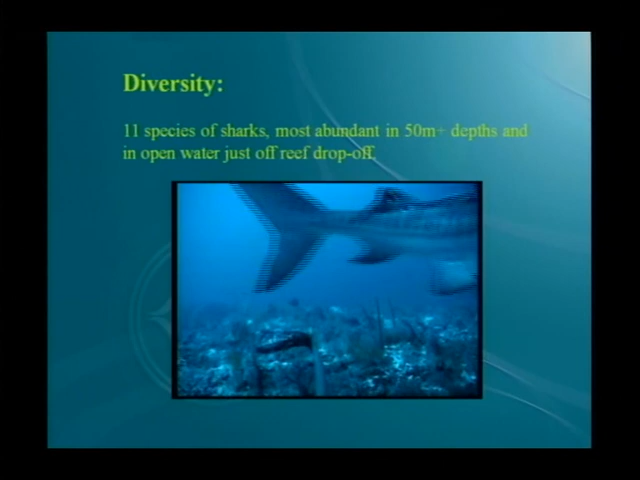 Diversity:
11 species of sharks, most abundant in 50m+ depths and
in open water just off reef drop-off.